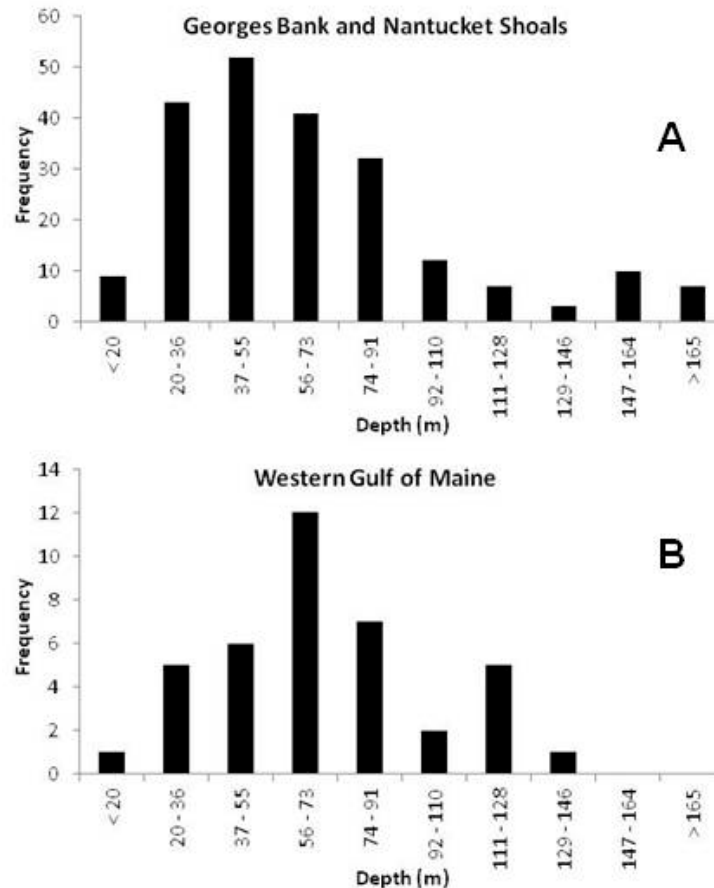 Georges Bank and Nantucket Shoals
A
Frequency
60
50
40
30
20
10
0
< 20
20 - 36
37 - 55
56 - 73
74 - 91
92 - 110
111 - 128
129 - 146
147 - 164
> 165
Depth (m)
Western Gulf of Maine
B
Frequency
14
12
10
8
6
4
2
0
< 20
20 - 36
37 - 55
56 - 73
74 - 91
92 - 110
111 - 128
129 - 146
147 - 164
> 165
Depth (m)